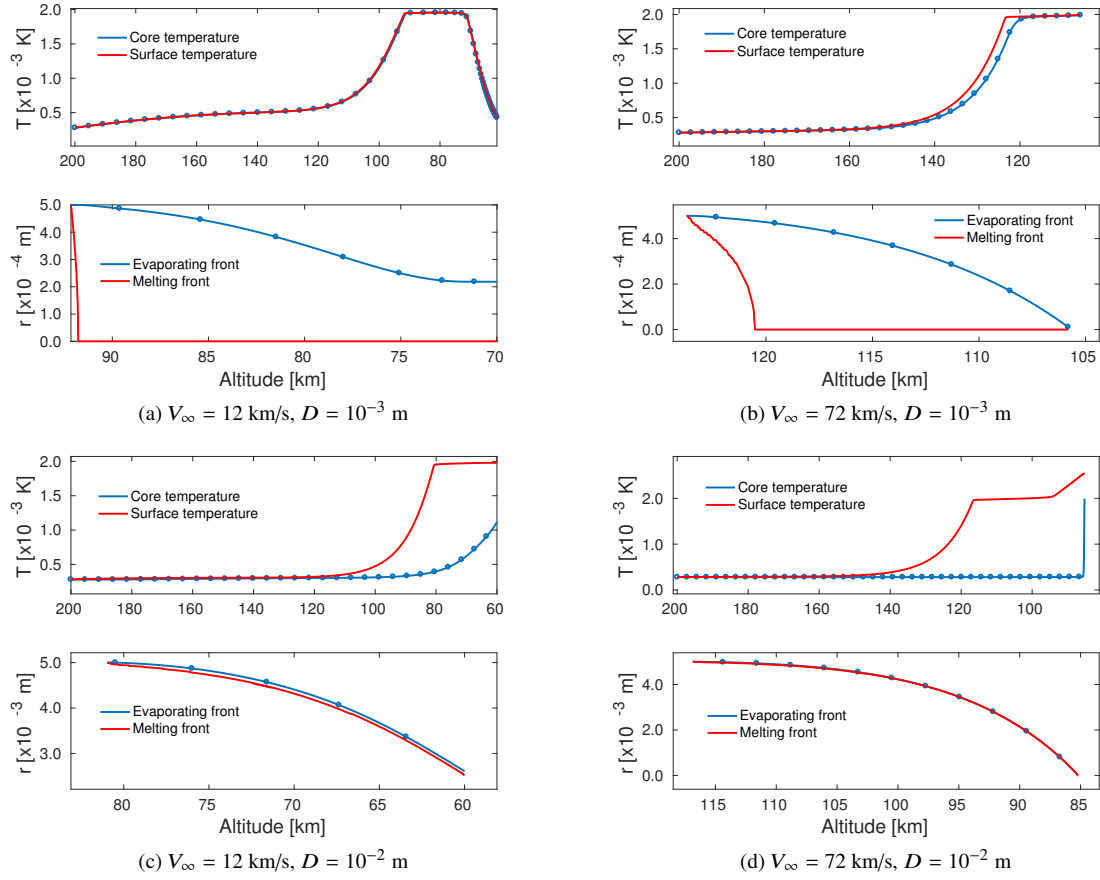 2.0
1.5
1.0
0.5
T [x10⁻³ K]
Core temperature
Surface temperature
200 180 160 140 120 100 80
5.0
4.0
3.0
2.0
1.0
0.0
r [x10⁻⁴ m]
Evaporating front
Melting front
90 85 80 75 70
Altitude [km]
(a) V∞ = 12 km/s, D = 10⁻³ m
2.0
1.0
0.0
T [x10⁻³ K]
Core temperature
Surface temperature
200 180 160 140 120
4.0
2.0
0.0
r [x10⁻⁴ m]
Evaporating front
Melting front
120 114 110 108 105
Altitude [km]
(b) V∞ = 72 km/s, D = 10⁻³ m
2.0
1.5
1.0
0.5
T [x10⁻³ K]
Core temperature
Surface temperature
200 180 160 140 120 100 80 60
5.0
4.0
3.0
r [x10⁻³ m]
Evaporating front
Melting front
80 70 65 63 60
Altitude [km]
(c) V∞ = 12 km/s, D = 10⁻² m
2.0
1.0
0.0
T [x10⁻³ K]
Core temperature
Surface temperature
200 180 160 140 120 116 100
4.0
2.0
0.0
r [x10⁻³ m]
Evaporating front
Melting front
115 110 105 100 95 90 89 85
Altitude [km]
(d) V∞ = 72 km/s, D = 10⁻² m